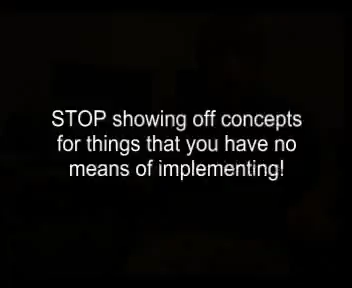 STOP showing off concepts
for things that you have no
means of implementing!